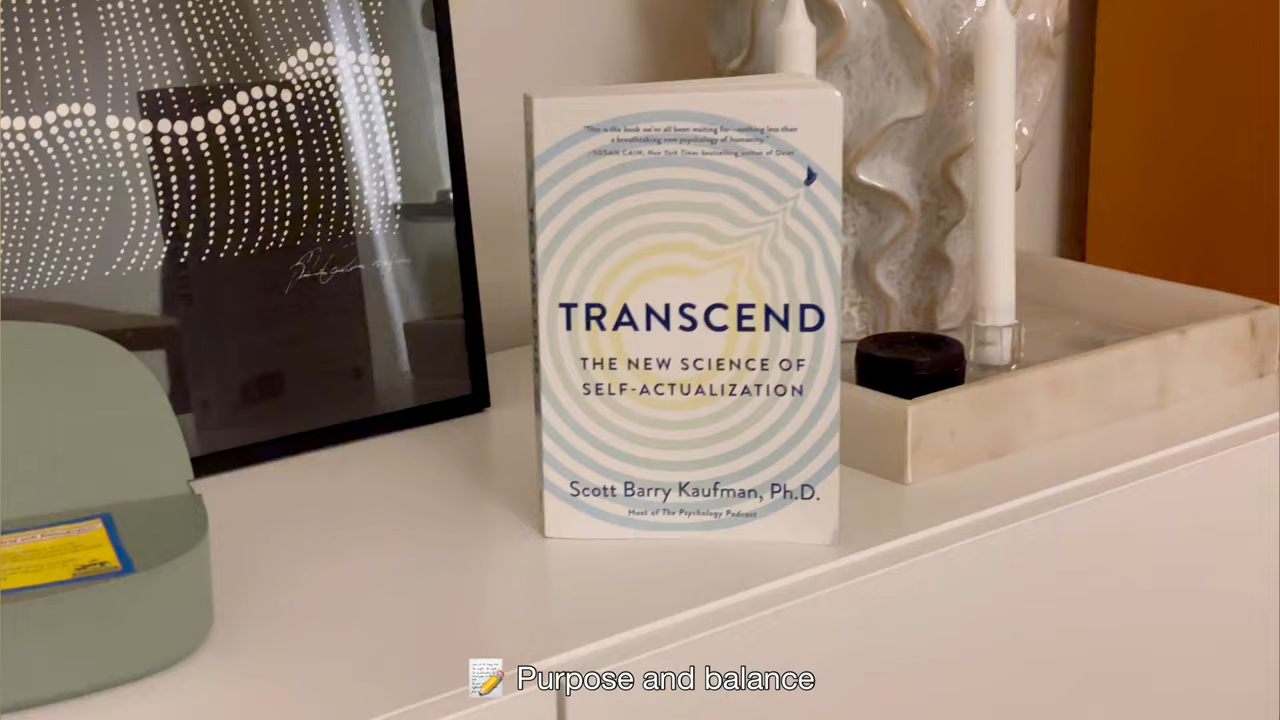 "This is the book we've all been waiting for—nothing less than
a breathtaking new psychology of humanity."
SUSAN CAIN, New York Times bestselling author of Quiet
TRANSCEND
THE NEW SCIENCE OF
SELF-ACTUALIZATION
Scott Barry Kaufman, Ph.D.
Host of The Psychology Podcast
📝 Purpose and balance